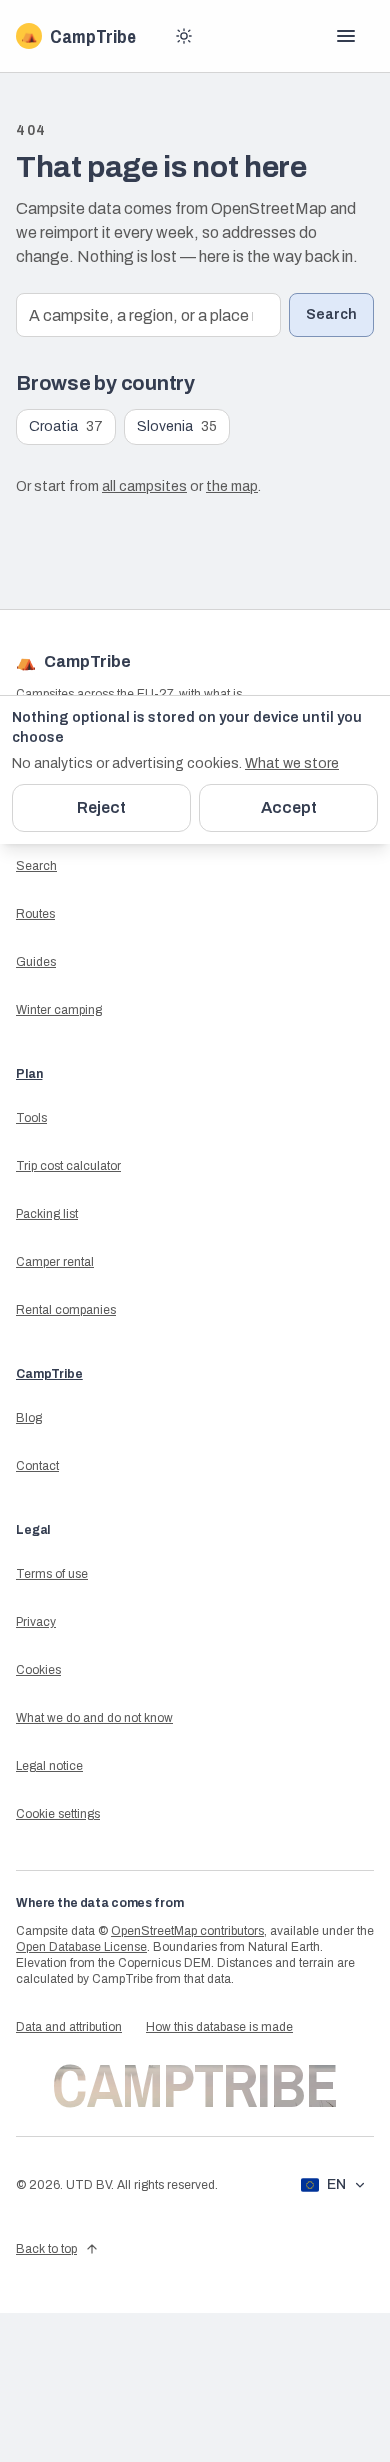 CampTribe
404
That page is not here
Campsite data comes from OpenStreetMap and
we reimport it every week, so addresses do
change. Nothing is lost — here is the way back in.
A campsite, a region, or a place
Search
Browse by country
Croatia 37
Slovenia 35
Or start from all campsites or the map.
CampTribe
Campsites across the EU-27, with what is
Nothing optional is stored on your device until you
choose
No analytics or advertising cookies. What we store
Reject
Accept
Search
Routes
Guides
Winter camping
Plan
Tools
Trip cost calculator
Packing list
Camper rental
Rental companies
CampTribe
Blog
Contact
Legal
Terms of use
Privacy
Cookies
What we do and do not know
Legal notice
Cookie settings
Where the data comes from
Campsite data © OpenStreetMap contributors, available under the
Open Database License. Boundaries from Natural Earth.
Elevation from the Copernicus DEM. Distances and terrain are
calculated by CampTribe from that data.
Data and attribution
How this database is made
CAMPTRIBE
© 2026. UTD BV. All rights reserved.
EN
Back to top